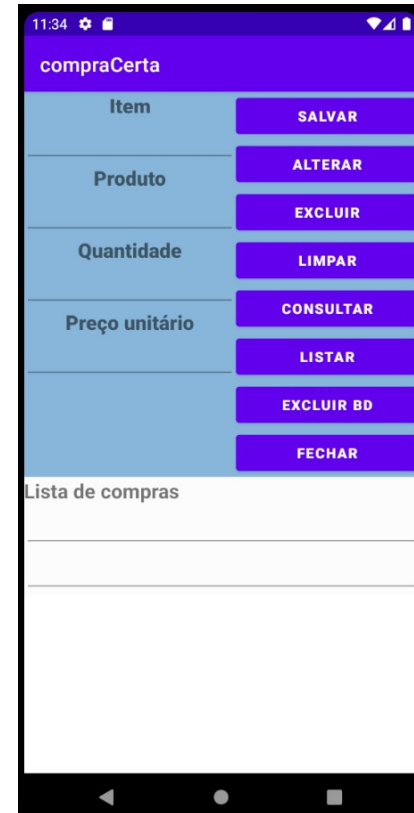 11:34
compraCerta
Item
SALVAR
Produto
ALTERAR
EXCLUIR
Quantidade
LIMPAR
Preço unitário
CONSULTAR
LISTAR
EXCLUIR BD
FECHAR
Lista de compras